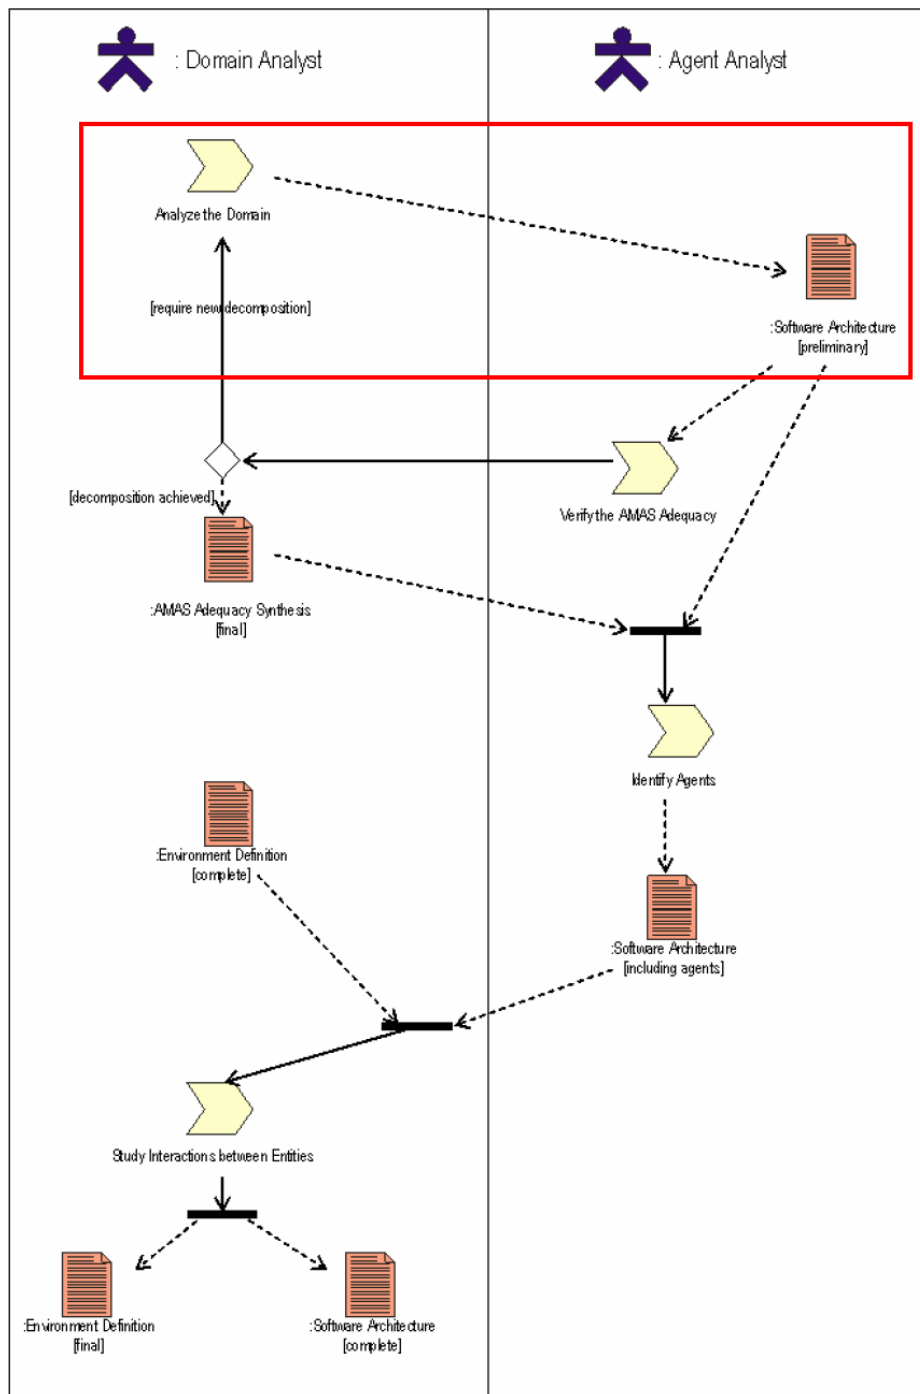 : Domain Analyst
: Agent Analyst
Analyze the Domain
[require new decomposition]
:Software Architecture
[preliminary]
[decomposition achieved]
Verify the AMAS Adequacy
:AMAS Adequacy Synthesis
[final]
Identify Agents
:Environment Definition
[complete]
:Software Architecture
[including agents]
Study Interactions between Entities
:Environment Definition
[final]
:Software Architecture
[complete]